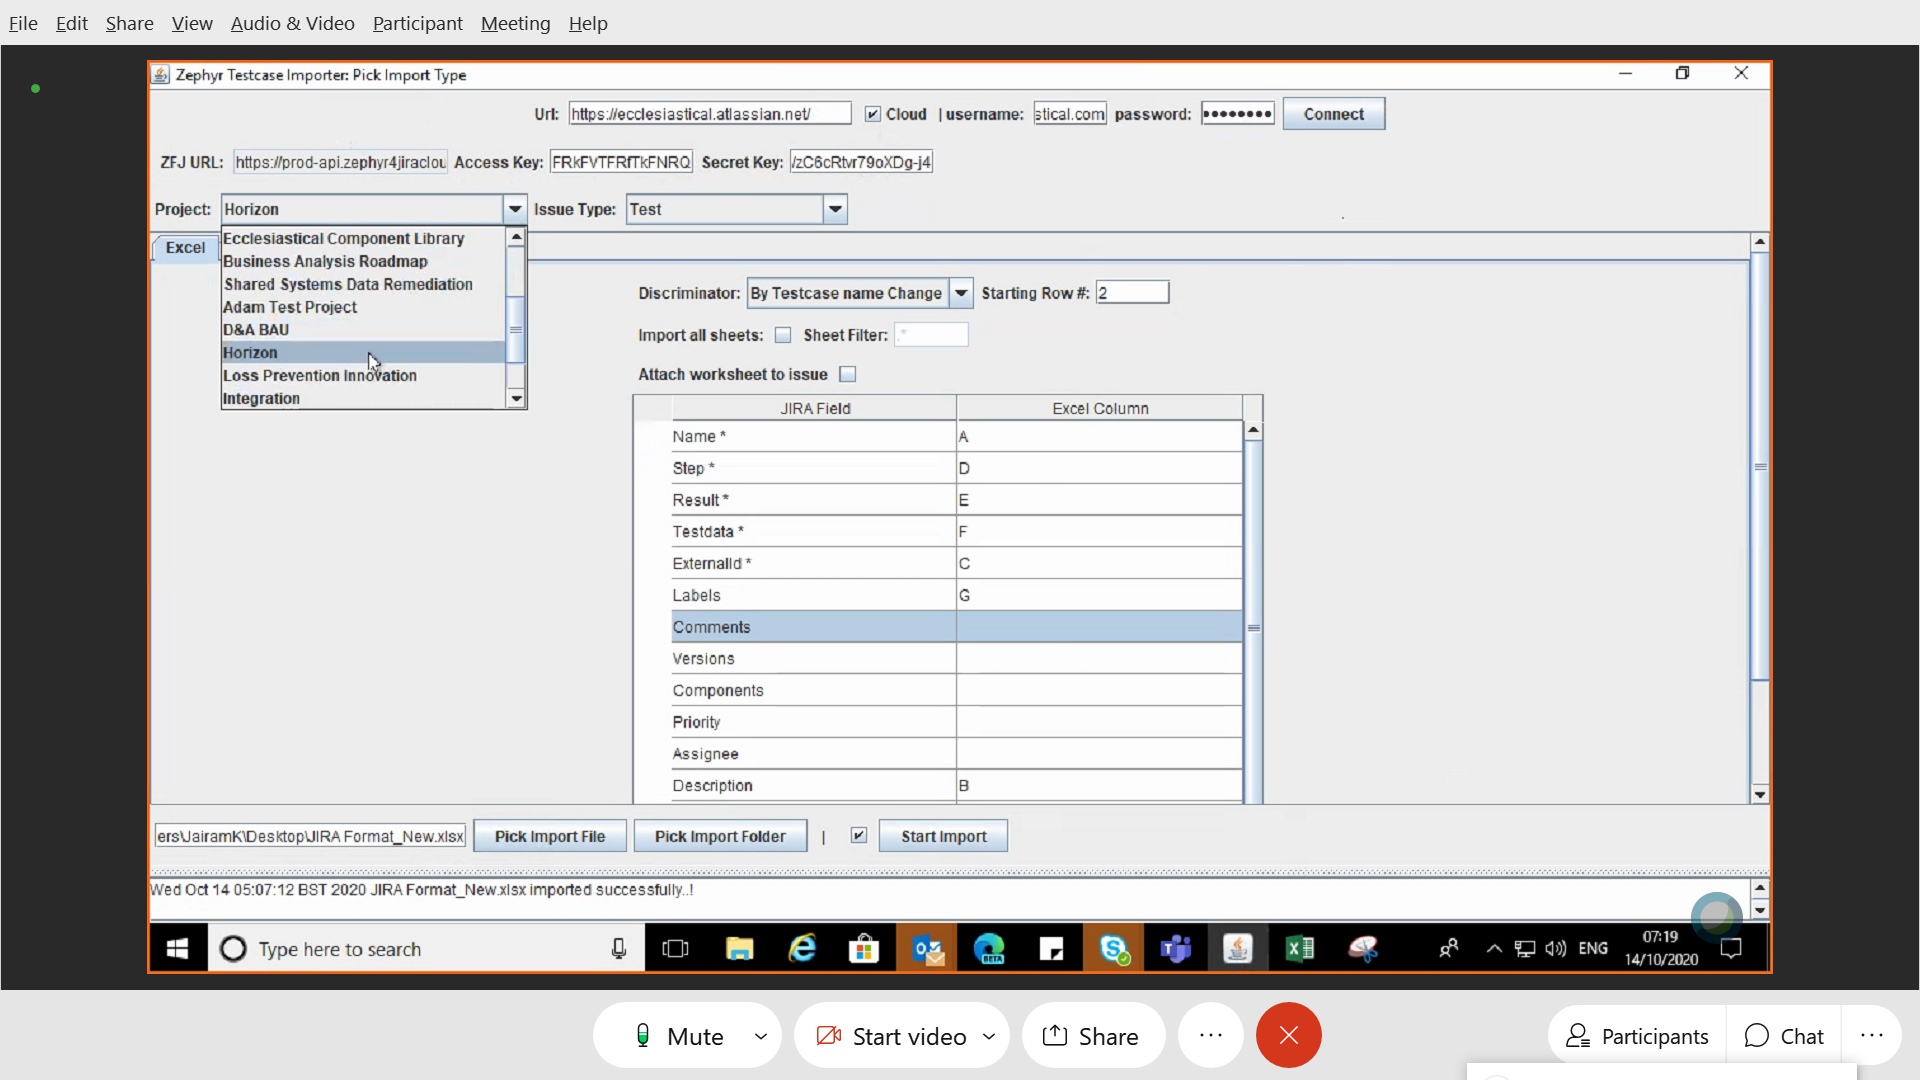 File Edit Share View Audio & Video Participant Meeting Help
Zephyr Testcase Importer: Pick Import Type
Url: https://ecclesiastical.atlassian.net/ Cloud | username: stical.com password: ●●●●●●●● Connect
ZFJ URL: https://prod-api.zephyr4jiraclou Access Key: FRkFVTFRfTkFNRQ Secret Key: /zC6cRtvr79oXDg-j4
Project: Horizon Issue Type: Test
Excel
Ecclesiastical Component Library
Business Analysis Roadmap
Shared Systems Data Remediation
Adam Test Project
D&A BAU
Horizon
Loss Prevention Innovation
Integration
Discriminator: By Testcase name Change Starting Row #: 2
Import all sheets: Sheet Filter: .*
Attach worksheet to issue
JIRA Field Excel Column
Name * A
Step * D
Result * E
Testdata * F
ExternalId * C
Labels G
Comments
Versions
Components
Priority
Assignee
Description B
ers\JairamK\Desktop\JIRA Format_New.xlsx Pick Import File Pick Import Folder | Start Import
Wed Oct 14 05:07:12 BST 2020 JIRA Format_New.xlsx imported successfully..!
Type here to search
BETA
ENG
07:19
14/10/2020
Mute Start video Share Participants Chat